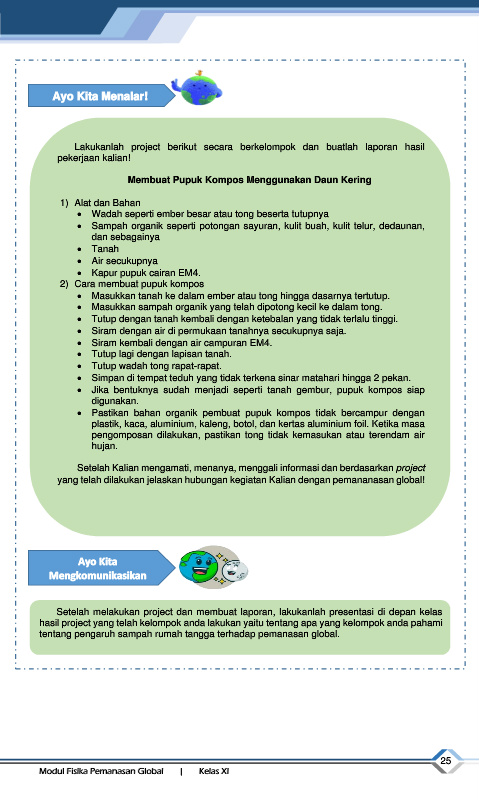 Ayo Kita Menalar!
Lakukanlah project berikut secara berkelompok dan buatlah laporan hasil
pekerjaan kalian!
Membuat Pupuk Kompos Menggunakan Daun Kering
1) Alat dan Bahan
• Wadah seperti ember besar atau tong beserta tutupnya
• Sampah organik seperti potongan sayuran, kulit buah, kulit telur, dedaunan,
dan sebagainya
• Tanah
• Air secukupnya
• Kapur pupuk cairan EM4.
2) Cara membuat pupuk kompos
• Masukkan tanah ke dalam ember atau tong hingga dasarnya tertutup.
• Masukkan sampah organik yang telah dipotong kecil ke dalam tong.
• Tutup dengan tanah kembali dengan ketebalan yang tidak terlalu tinggi.
• Siram dengan air di permukaan tanahnya secukupnya saja.
• Siram kembali dengan air campuran EM4.
• Tutup lagi dengan lapisan tanah.
• Tutup wadah tong rapat-rapat.
• Simpan di tempat teduh yang tidak terkena sinar matahari hingga 2 pekan.
• Jika bentuknya sudah menjadi seperti tanah gembur, pupuk kompos siap
digunakan.
• Pastikan bahan organik pembuat pupuk kompos tidak bercampur dengan
plastik, kaca, aluminium, kaleng, botol, dan kertas aluminium foil. Ketika masa
pengomposan dilakukan, pastikan tong tidak kemasukan atau terendam air
hujan.
Setelah Kalian mengamati, menanya, menggali informasi dan berdasarkan project
yang telah dilakukan jelaskan hubungan kegiatan Kalian dengan pemananasan global!
Ayo Kita
Mengkomunikasikan
Setelah melakukan project dan membuat laporan, lakukanlah presentasi di depan kelas
hasil project yang telah kelompok anda lakukan yaitu tentang apa yang kelompok anda pahami
tentang pengaruh sampah rumah tangga terhadap pemanasan global.
25
Modul Fisika Pemanasan Global | Kelas XI